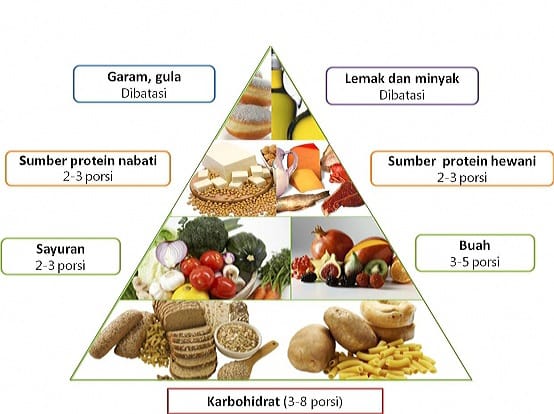 Garam, gula
Dibatasi
Lemak dan minyak
Dibatasi
Sumber protein nabati
2-3 porsi
Sumber protein hewani
2-3 porsi
Sayuran
2-3 porsi
Buah
3-5 porsi
Karbohidrat (3-8 porsi)